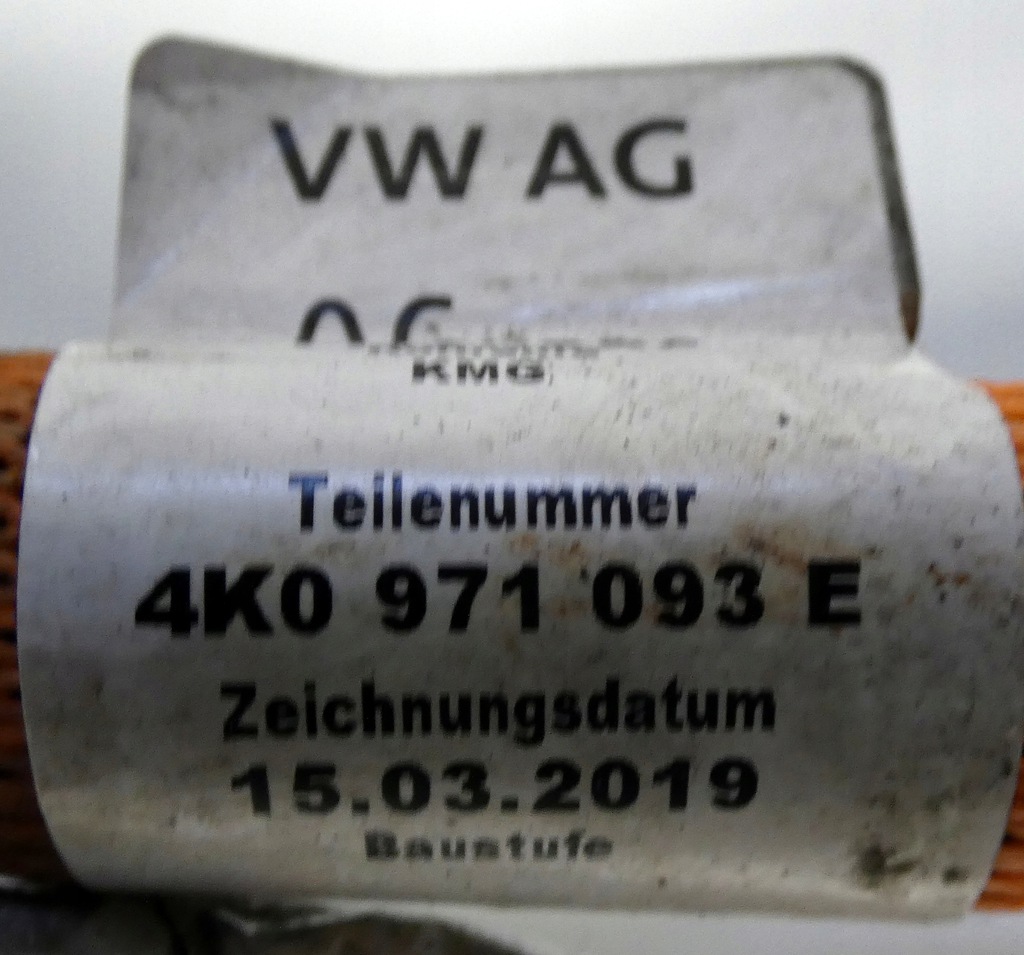 VW AG
KMG
Teilenummer
4K0 971 093 E
Zeichnungsdatum
15.03.2019
Baustufe